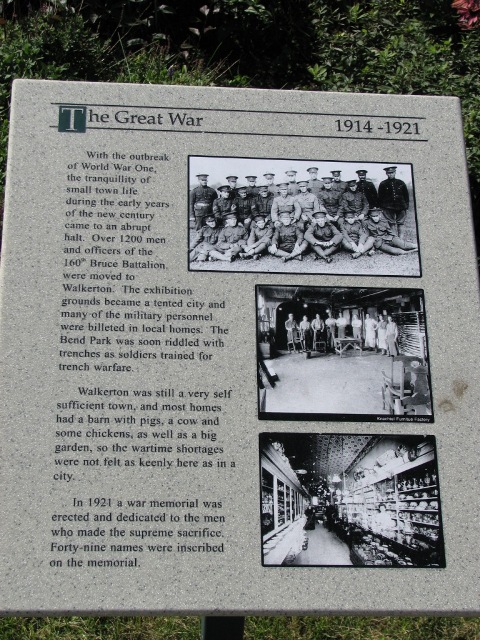 The Great War
1914 -1921
With the outbreak
of World War One,
the tranquillity of
small town life
during the early years
of the new century
came to an abrupt
halt. Over 1200 men
and officers of the
160th Bruce Battalion
were moved to
Walkerton. The exhibition
grounds became a tented city and
many of the military personnel
were billeted in local homes. The
Bend Park was soon riddled with
trenches as soldiers trained for
trench warfare.
Walkerton was still a very self
sufficient town, and most homes
had a barn with pigs, a cow and
some chickens, as well as a big
garden, so the wartime shortages
were not felt as keenly here as in a
city.
In 1921 a war memorial was
erected and dedicated to the men
who made the supreme sacrifice.
Forty-nine names were inscribed
on the memorial.
Knechtel Furnitue Factory